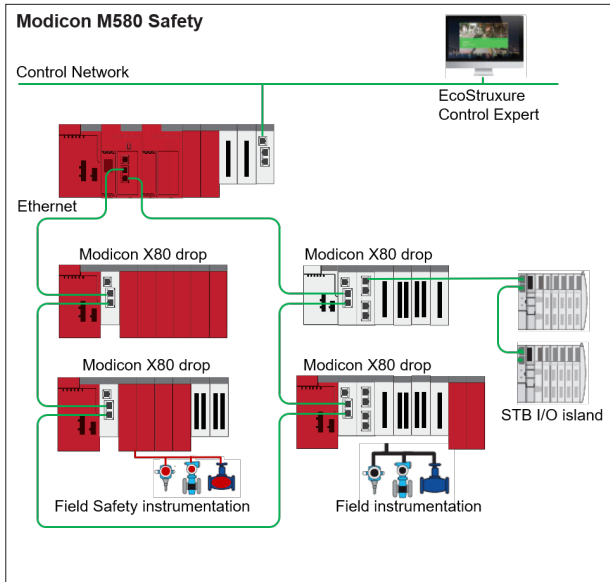 Modicon M580 Safety
Control Network
EcoStruxure
Control Expert
Ethernet
Modicon X80 drop
Modicon X80 drop
Modicon X80 drop
Modicon X80 drop
STB I/O island
Field Safety instrumentation
Field instrumentation